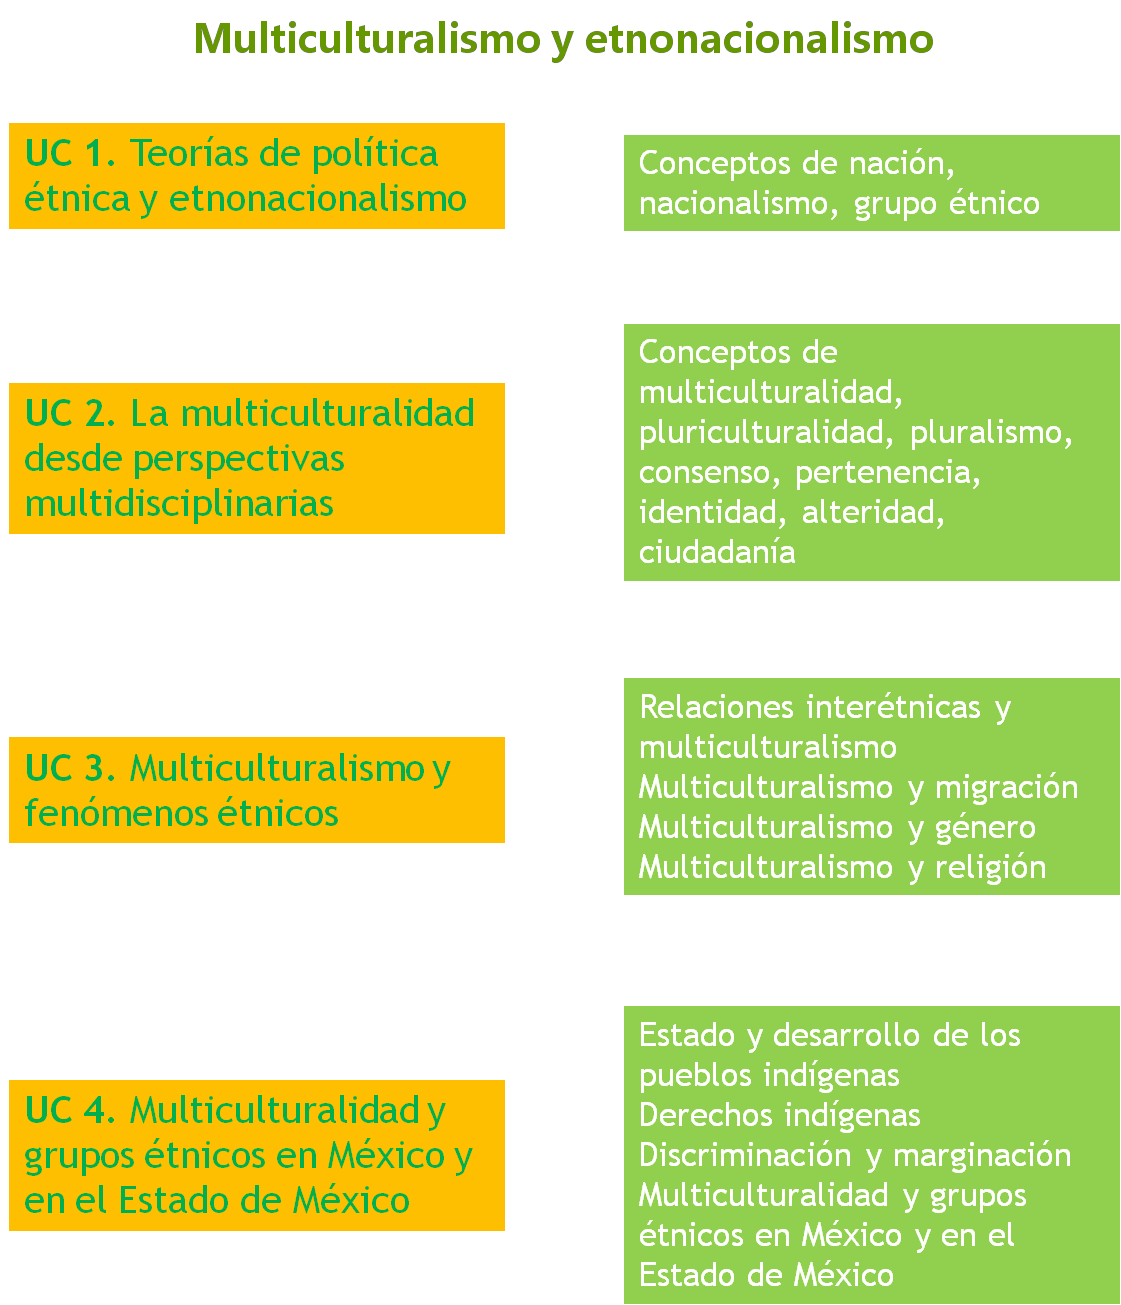 Multiculturalismo y etnonacionalismo
UC 1. Teorías de política
étnica y etnonacionalismo
Conceptos de nación,
nacionalismo, grupo étnico
UC 2. La multiculturalidad
desde perspectivas
multidisciplinarias
Conceptos de
multiculturalidad,
pluriculturalidad, pluralismo,
consenso, pertenencia,
identidad, alteridad,
ciudadanía
UC 3. Multiculturalismo y
fenómenos étnicos
Relaciones interétnicas y
multiculturalismo
Multiculturalismo y migración
Multiculturalismo y género
Multiculturalismo y religión
UC 4. Multiculturalidad y
grupos étnicos en México y
en el Estado de México
Estado y desarrollo de los
pueblos indígenas
Derechos indígenas
Discriminación y marginación
Multiculturalidad y grupos
étnicos en México y en el
Estado de México